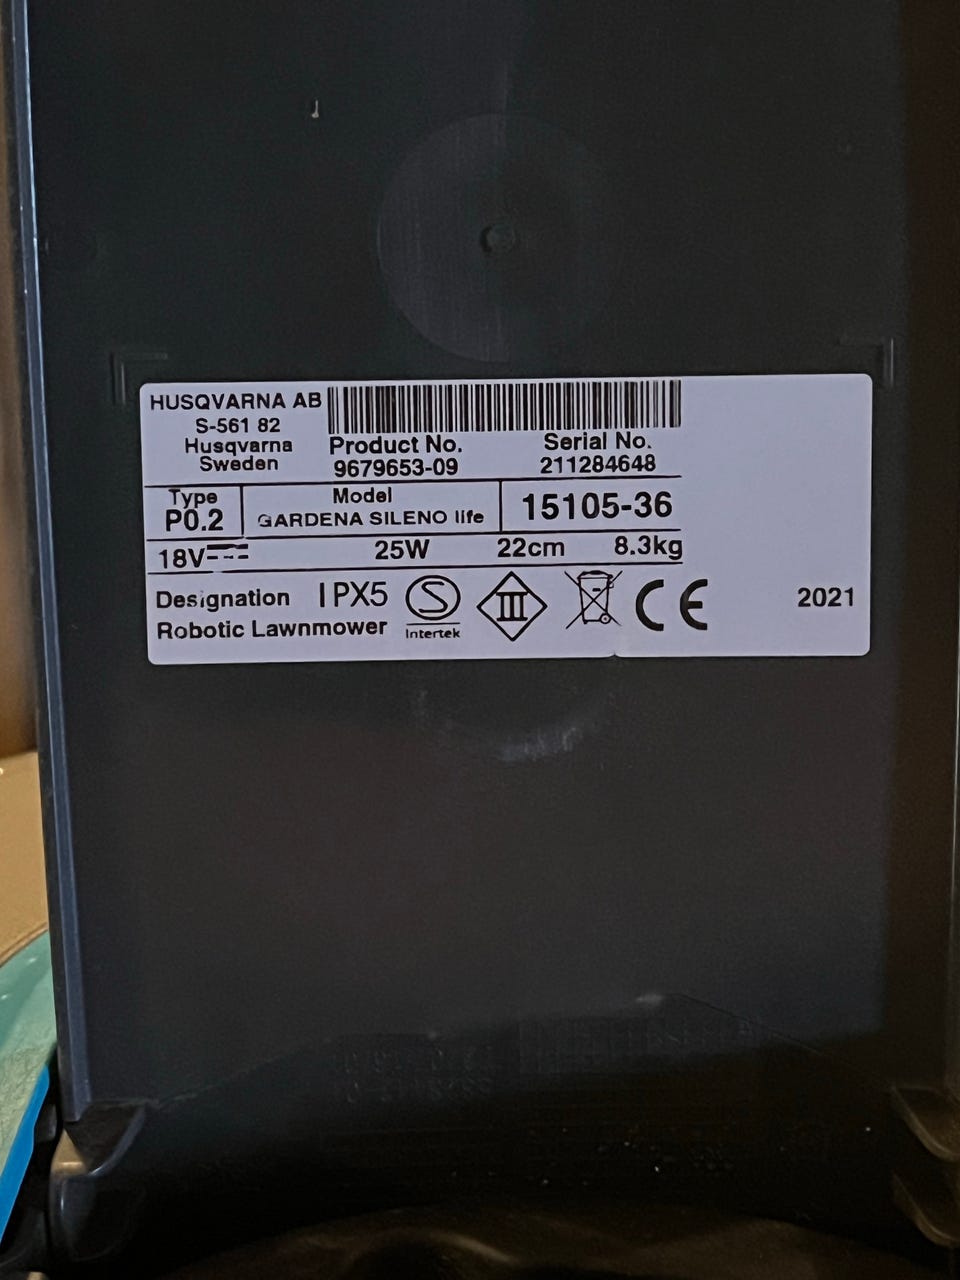 HUSQVARNA AB
S-561 82
Husqvarna
Sweden
Product No.
9679653-09
Serial No.
211284648
Type
P0.2
Model
GARDENA SILENO life
15105-36
18V 25W 22cm 8.3kg
Designation IPX5
Robotic Lawnmower
S
Intertek
III
CE
2021